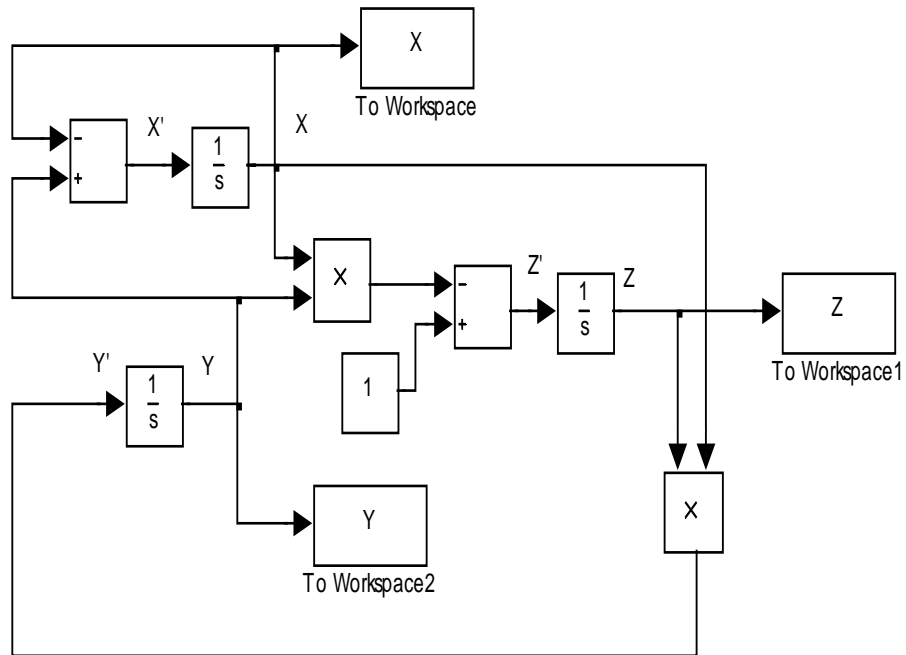 X
To Workspace
X'
1
s
X
-
+
X
Z'
1
s
Z
-
+
Z
To Workspace1
1
Y'
1
s
Y
X
Y
To Workspace2